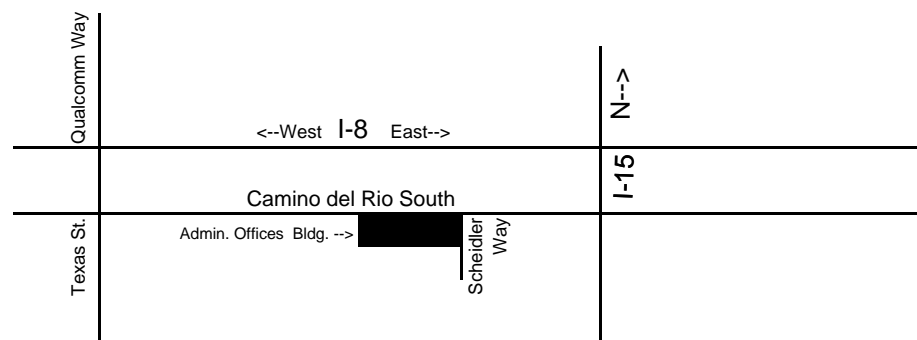 Qualcomm Way
N-->
<--West I-8 East-->
I-15
Camino del Rio South
Texas St.
Admin. Offices Bldg. -->
Scheidler
Way